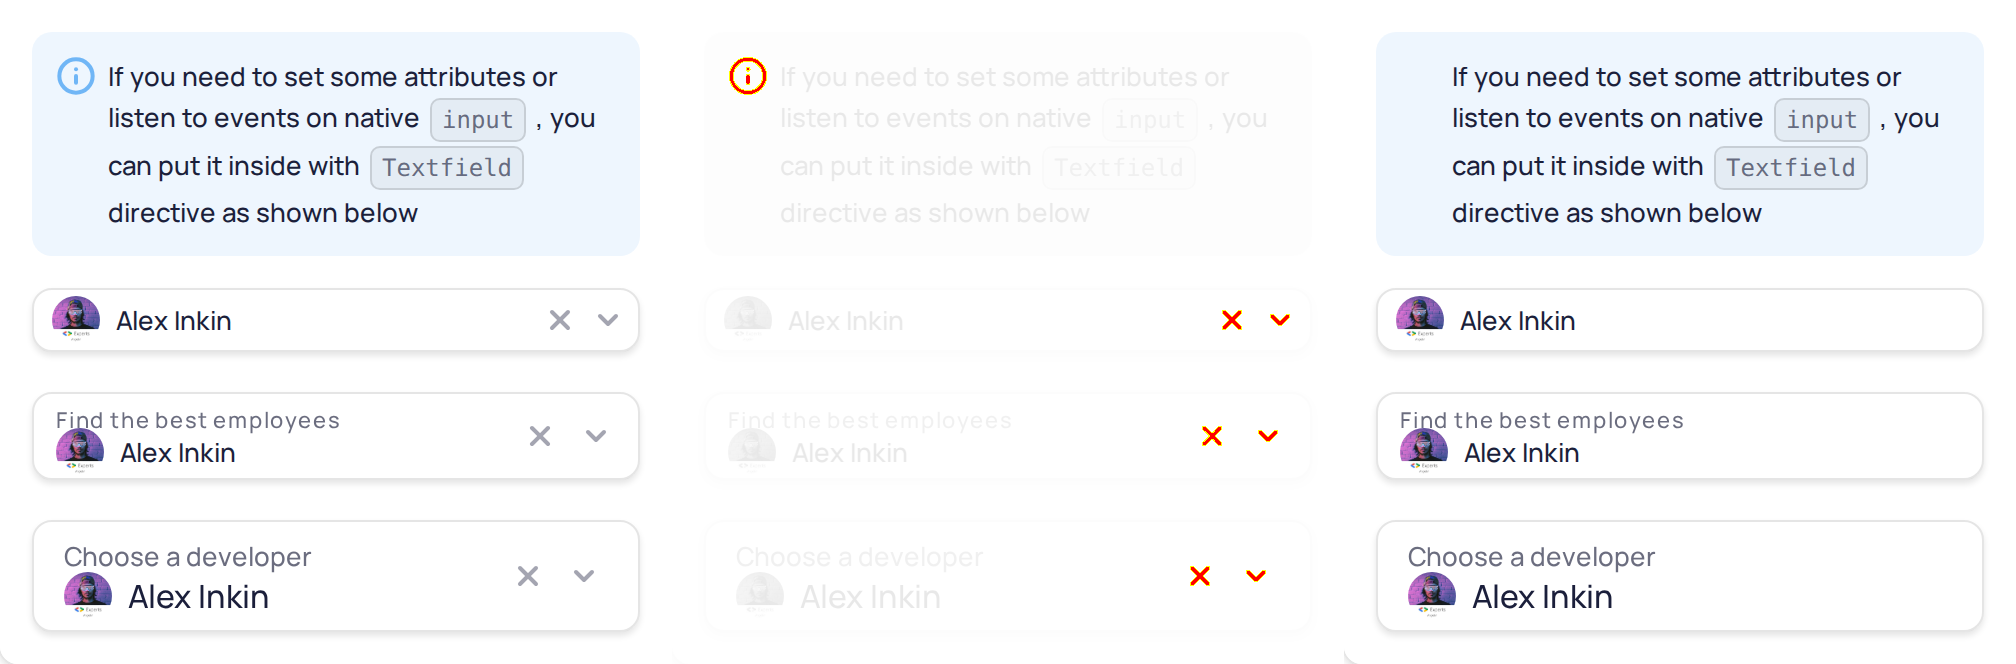 If you need to set some attributes or
listen to events on native input , you
can put it inside with Textfield
directive as shown below
Alex Inkin
Find the best employees
Alex Inkin
Choose a developer
Alex Inkin
If you need to set some attributes or
listen to events on native input , you
can put it inside with Textfield
directive as shown below
Alex Inkin
Find the best employees
Alex Inkin
Choose a developer
Alex Inkin
If you need to set some attributes or
listen to events on native input , you
can put it inside with Textfield
directive as shown below
Alex Inkin
Find the best employees
Alex Inkin
Choose a developer
Alex Inkin